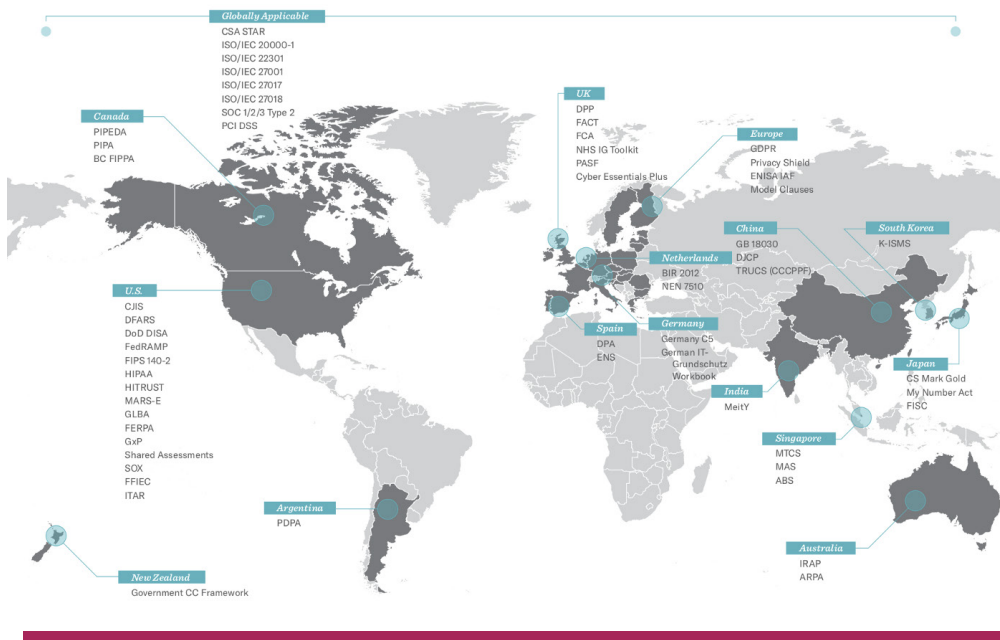 Globally Applicable
CSA STAR
ISO/IEC 20000-1
ISO/IEC 22301
ISO/IEC 27001
ISO/IEC 27017
ISO/IEC 27018
SOC 1/2/3 Type 2
PCI DSS
Canada
PIPEDA
PIPA
BC FIPPA
U.S.
CJIS
DFARS
DoD DISA
FedRAMP
FIPS 140-2
HIPAA
HITRUST
MARS-E
GLBA
FERPA
GxP
Shared Assessments
SOX
FFIEC
ITAR
New Zealand
Government CC Framework
Argentina
PDPA
UK
DPP
FACT
FCA
NHS IG Toolkit
PASF
Cyber Essentials Plus
Europe
GDPR
Privacy Shield
ENISA IAF
Model Clauses
Netherlands
BIR 2012
NEN 7510
Spain
DPA
ENS
Germany
Germany C5
German IT-
Grundschutz
Workbook
China
GB 18030
DJCP
TRUCS (CCCPPF)
South Korea
K-ISMS
India
MeitY
Japan
CS Mark Gold
My Number Act
FISC
Singapore
MTCS
MAS
ABS
Australia
IRAP
ARPA